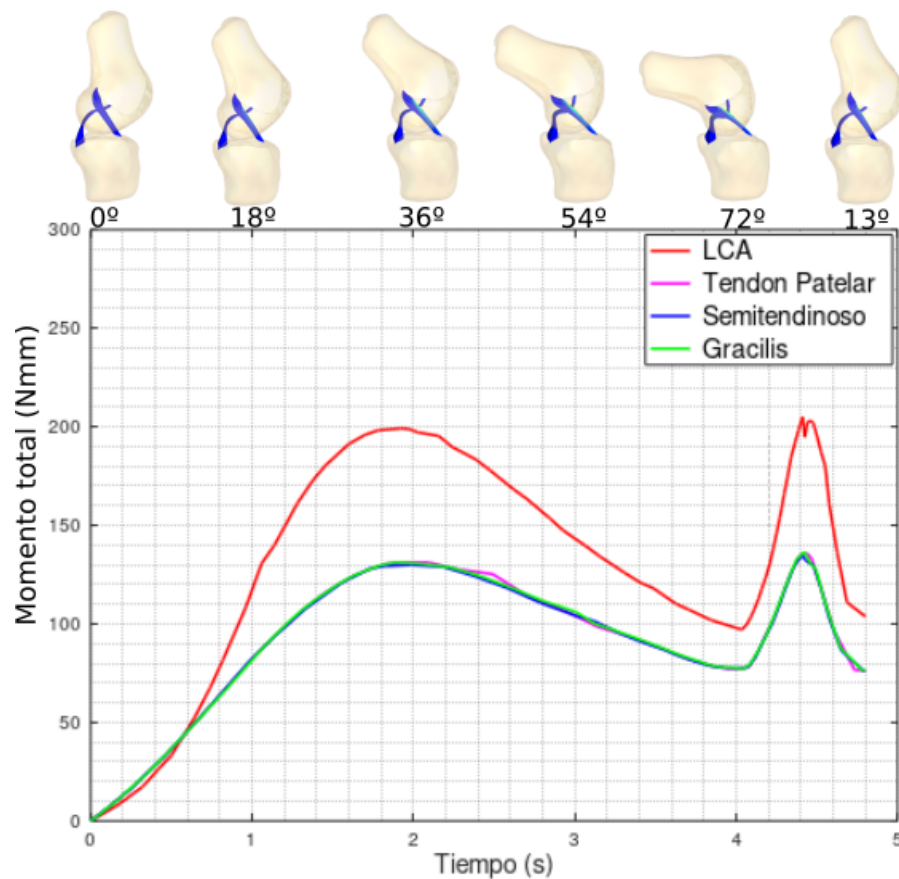 0º 18º 36º 54º 72º 13º
300
250
200
150
100
50
0
Momento total (Nmm)
LCA
Tendon Patelar
Semitendinoso
Gracilis
0 1 2 3 4 5
Tiempo (s)